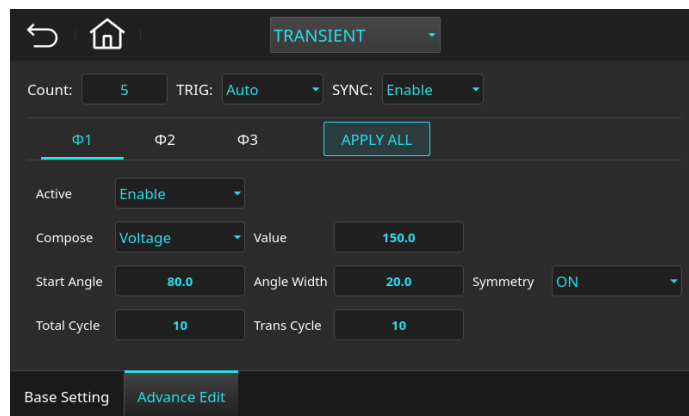 TRANSIENT
Count: 5 TRIG: Auto SYNC: Enable
Φ1 Φ2 Φ3 APPLY ALL
Active Enable
Compose Voltage Value 150.0
Start Angle 80.0 Angle Width 20.0 Symmetry ON
Total Cycle 10 Trans Cycle 10
Base Setting Advance Edit